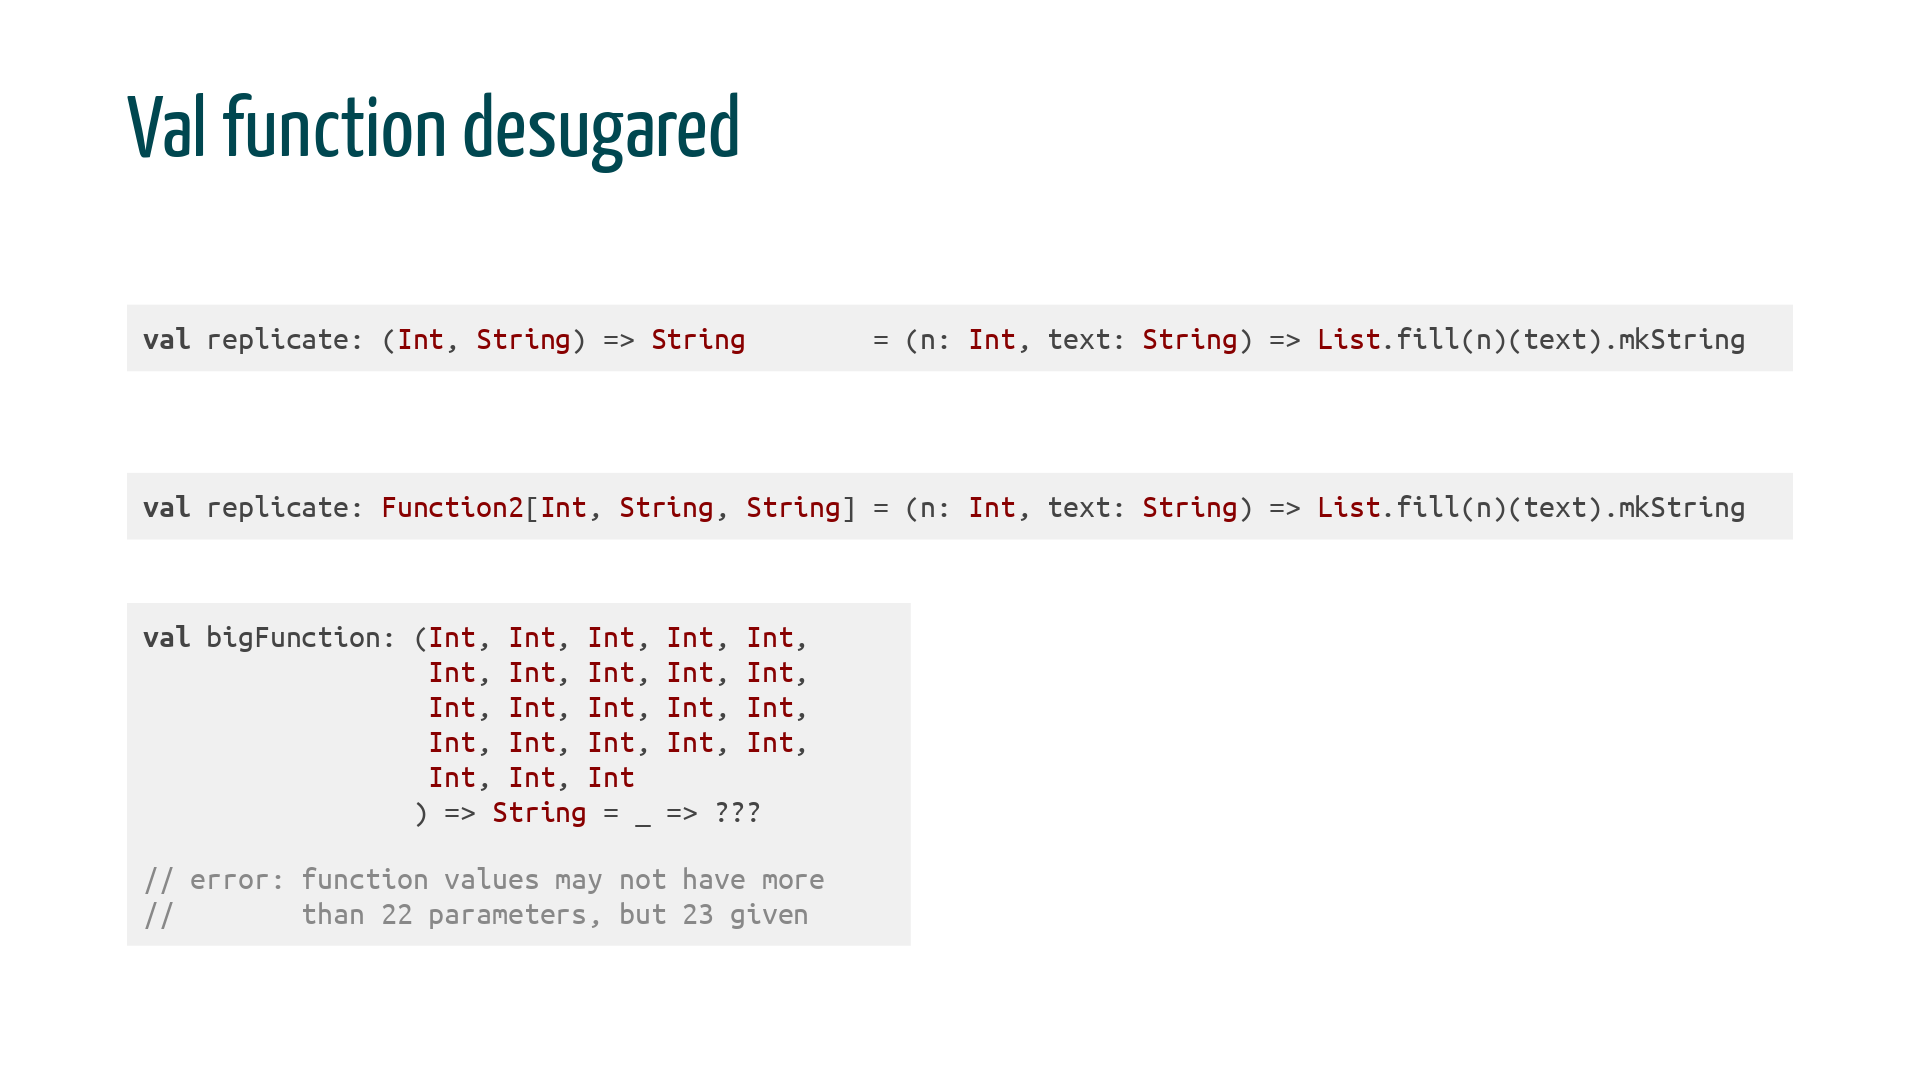 Val function desugared
val replicate: (Int, String) => String        = (n: Int, text: String) => List.fill(n)(text).mkString
val replicate: Function2[Int, String, String] = (n: Int, text: String) => List.fill(n)(text).mkString
val bigFunction: (Int, Int, Int, Int, Int,
                  Int, Int, Int, Int, Int,
                  Int, Int, Int, Int, Int,
                  Int, Int, Int, Int, Int,
                  Int, Int, Int
                 ) => String = _ => ???
// error: function values may not have more
//        than 22 parameters, but 23 given